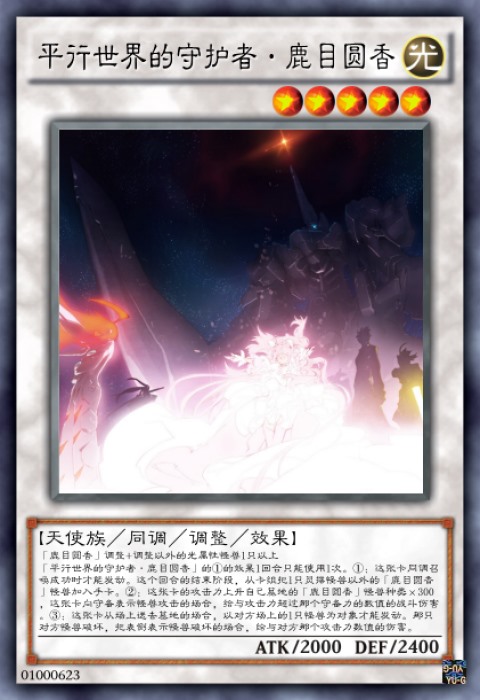 平行世界的守护者・鹿目圆香
光
【天使族／同调／调整／效果】
「鹿目圆香」调整+调整以外的光属性怪兽1只以上
「平行世界的守护者・鹿目圆香」的①的效果1回合只能使用1次。①：这张卡同调召
唤成功时才能发动。这个回合的结束阶段，从卡组把1只灵摆怪兽以外的「鹿目圆香」
怪兽加入手卡。②：这张卡的攻击力上升自己墓地的「鹿目圆香」怪兽种类×300
，这张卡向守备表示怪兽攻击的场合，给与攻击力超过那个守备力的数值的战斗伤害
。③：这张卡从场上送去墓地的场合，以对方场上的1只怪兽为对象才能发动。那只
对方怪兽破坏，把表侧表示怪兽破坏的场合，给与对方那个攻击力数值的伤害。
ATK/2000 DEF/2400
01000623